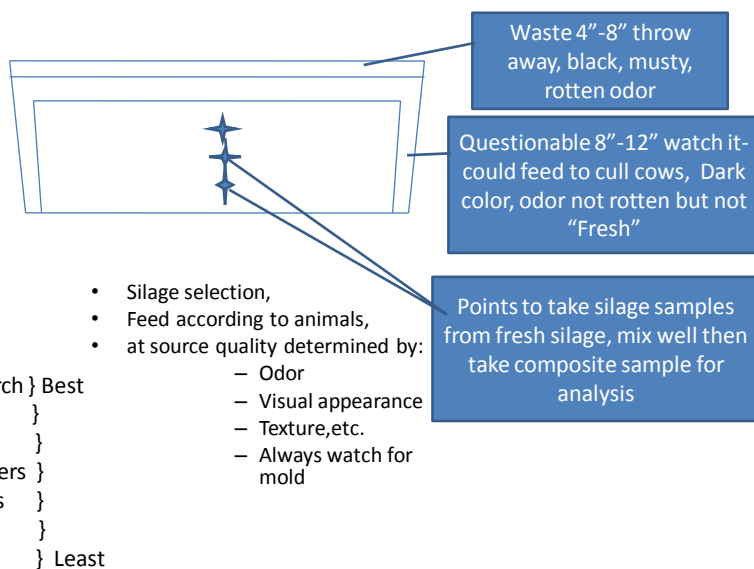 Waste 4”-8” throw
away, black, musty,
rotten odor
Questionable 8”-12” watch it-
could feed to cull cows,  Dark
color, odor not rotten but not
“Fresh”
Points to take silage samples
from fresh silage, mix well then
take composite sample for
analysis
• Silage selection,
• Feed according to animals,
• at source quality determined by:
– Odor
– Visual appearance
– Texture,etc.
– Always watch for
mold
} Best
}
}
}
}
}
} Least